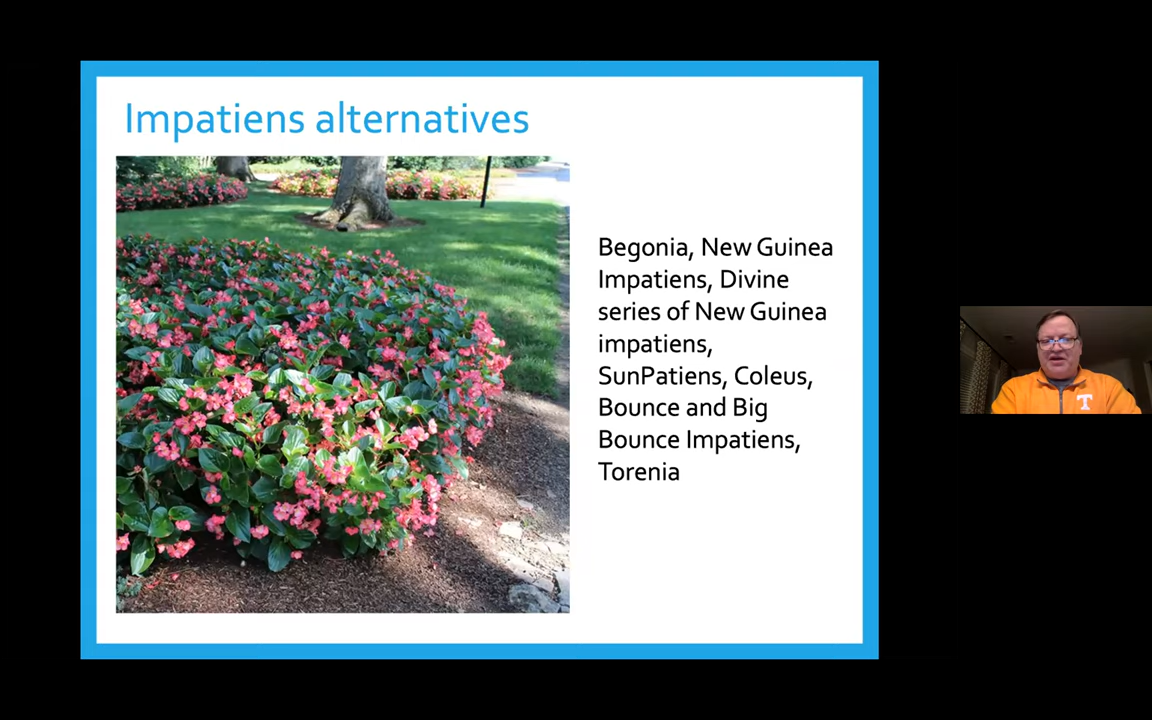 Impatiens alternatives
Begonia, New Guinea
Impatiens, Divine
series of New Guinea
impatiens,
SunPatiens, Coleus,
Bounce and Big
Bounce Impatiens,
Torenia
T